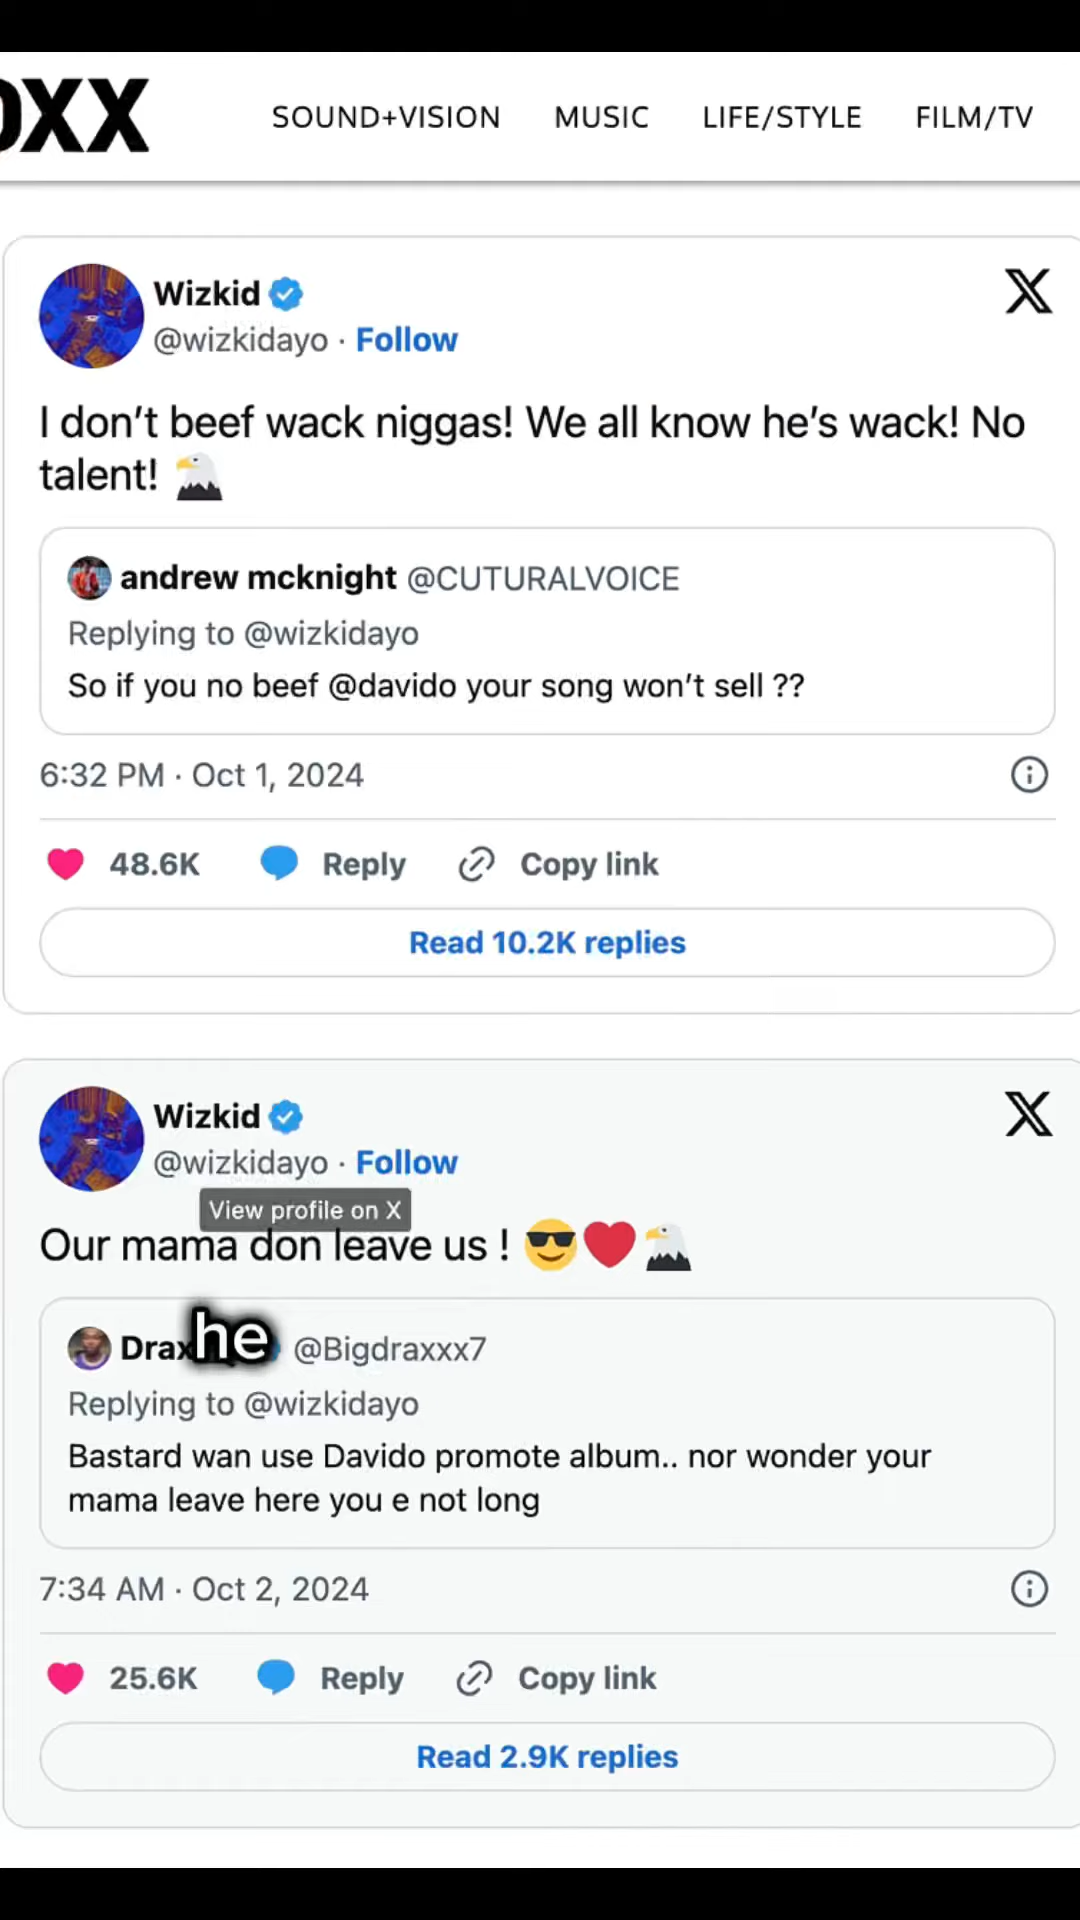 OXX
SOUND+VISION MUSIC LIFE/STYLE FILM/TV
Wizkid
@wizkidayo · Follow
I don't beef wack niggas! We all know he's wack! No
talent! 🦅
andrew mcknight @CUTURALVOICE
Replying to @wizkidayo
So if you no beef @davido your song won't sell ??
6:32 PM · Oct 1, 2024
48.6K Reply Copy link
Read 10.2K replies
Wizkid
@wizkidayo · Follow
View profile on X
Our mama don leave us ! 😎❤️🦅
he
@Bigdraxxx7
Replying to @wizkidayo
Bastard wan use Davido promote album.. nor wonder your
mama leave here you e not long
7:34 AM · Oct 2, 2024
25.6K Reply Copy link
Read 2.9K replies